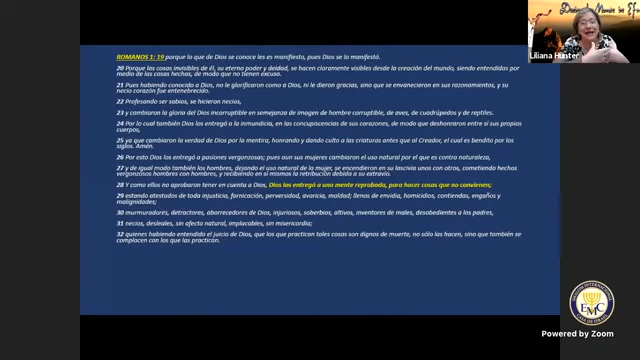 ROMANOS 1: 19 porque lo que de Dios se conoce les es manifiesto, pues Dios se lo manifestó.
20 Porque las cosas invisibles de él, su eterno poder y deidad, se hacen claramente visibles desde la creación del mundo, siendo entendidas por
medio de las cosas hechas, de modo que no tienen excusa.
21 Pues habiendo conocido a Dios, no le glorificaron como a Dios, ni le dieron gracias, sino que se envanecieron en sus razonamientos, y su
necio corazón fue entenebrecido.
22 Profesando ser sabios, se hicieron necios,
23 y cambiaron la gloria del Dios incorruptible en semejanza de imagen de hombre corruptible, de aves, de cuadrúpedos y de reptiles.
24 Por lo cual también Dios los entregó a la inmundicia, en las concupiscencias de sus corazones, de modo que deshonraron entre sí sus propios
cuerpos,
25 ya que cambiaron la verdad de Dios por la mentira, honrando y dando culto a las criaturas antes que al Creador, el cual es bendito por los
siglos. Amén.
26 Por esto Dios los entregó a pasiones vergonzosas; pues aun sus mujeres cambiaron el uso natural por el que es contra naturaleza,
27 y de igual modo también los hombres, dejando el uso natural de la mujer, se encendieron en su lascivia unos con otros, cometiendo hechos
vergonzosos hombres con hombres, y recibiendo en sí mismos la retribución debida a su extravío.
28 Y como ellos no aprobaron tener en cuenta a Dios, Dios los entregó a una mente reprobada, para hacer cosas que no convienen;
29 estando atestados de toda injusticia, fornicación, perversidad, avaricia, maldad; llenos de envidia, homicidios, contiendas, engaños y
malignidades;
30 murmuradores, detractores, aborrecedores de Dios, injuriosos, soberbios, altivos, inventores de males, desobedientes a los padres,
31 necios, desleales, sin afecto natural, implacables, sin misericordia;
32 quienes habiendo entendido el juicio de Dios, que los que practican tales cosas son dignos de muerte, no sólo las hacen, sino que también se
complacen con los que las practican.
Liliana Hunter
EMC
Powered by Zoom